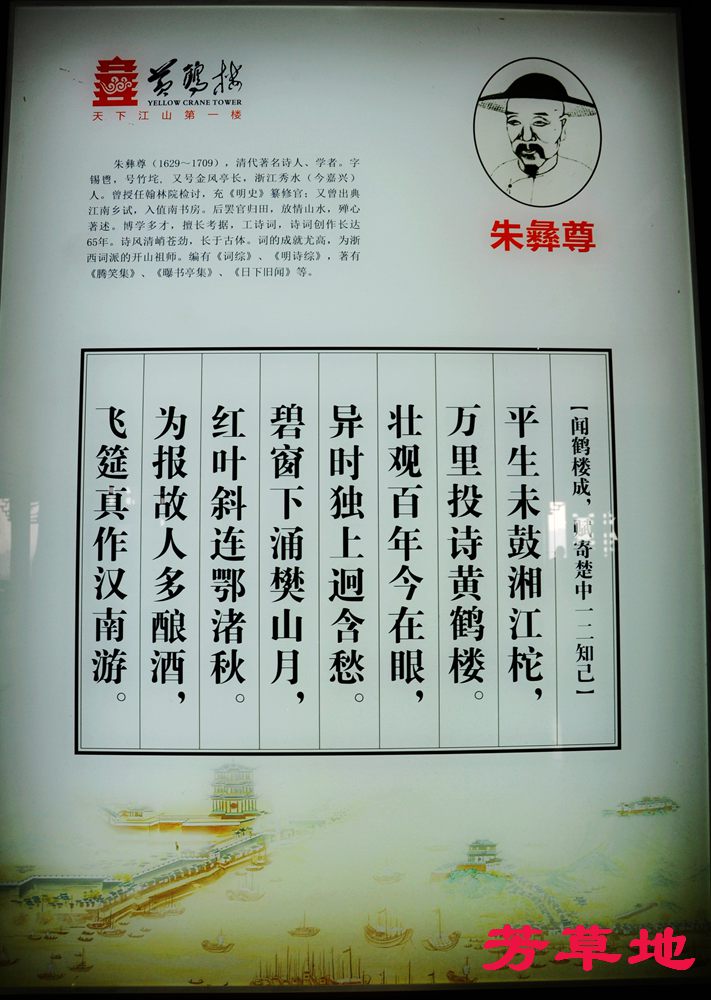 黄鹤楼
YELLOW CRANE TOWER
天下江山第一楼
朱彝尊
朱彝尊（1629～1709），清代著名诗人、学者。字
锡鬯，号竹垞，又号金风亭长，浙江秀水（今嘉兴）
人。曾授任翰林院检讨，充《明史》纂修官；又曾出典
江南乡试，入值南书房。后罢官归田，放情山水，殚心
著述。博学多才，擅长考据，工诗词，诗词创作长达
65年。诗风清峭苍劲，长于古体。词的成就尤高，为浙
西词派的开山祖师。编有《词综》、《明诗综》，著有
《腾笑集》、《曝书亭集》、《日下旧闻》等。
【闻鹤楼成，寄楚中一二知己】
平生未鼓湘江柁，
万里投诗黄鹤楼。
壮观百年今在眼，
异时独上迥含愁。
碧窗下涌樊山月，
红叶斜连鄂渚秋。
为报故人多酿酒，
飞筵真作汉南游。
芳草地